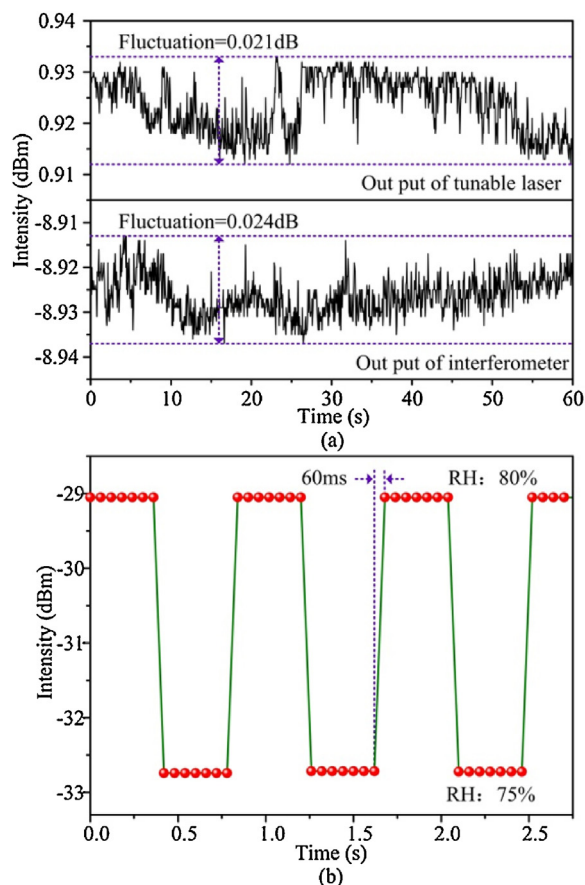 0.94
Fluctuation=0.021dB
0.93
0.92
0.91
Out put of tunable laser
Intensity (dBm)
-8.91
Fluctuation=0.024dB
-8.92
-8.93
-8.94
Out put of interferometer
0 10 20 30 40 50 60
Time (s)
(a)
60ms RH： 80%
-29
-30
-31
-32
-33
Intensity (dBm)
RH： 75%
0.0 0.5 1.0 1.5 2.0 2.5
Time (s)
(b)